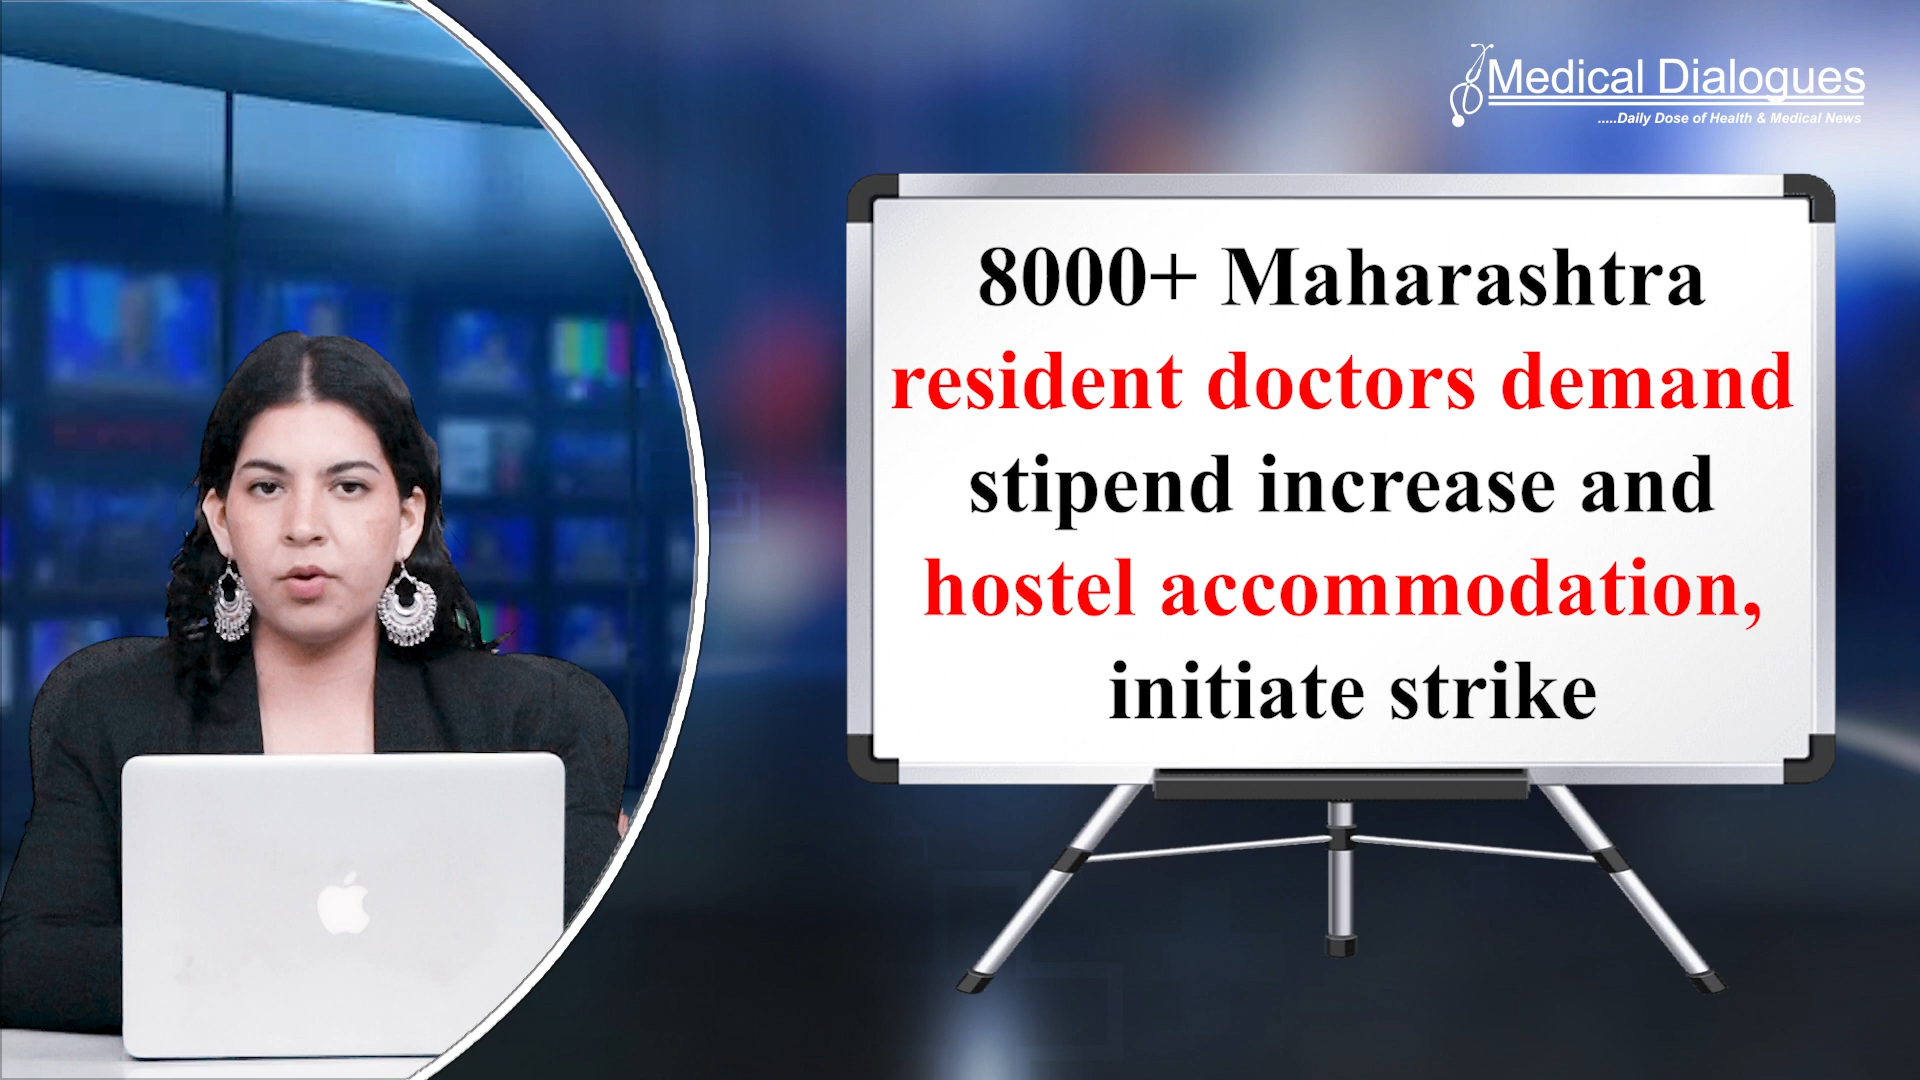 Medical Dialogues
.....Daily Dose of Health & Medical News
8000+ Maharashtra
resident doctors demand
stipend increase and
hostel accommodation,
initiate strike